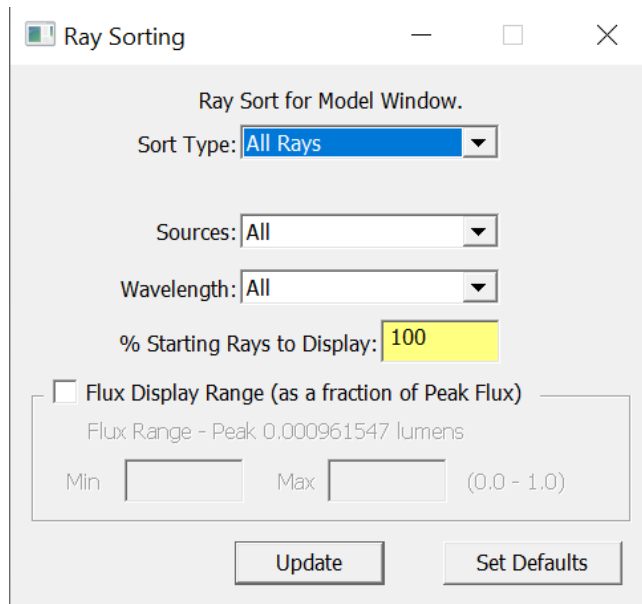 Ray Sorting
Ray Sort for Model Window.
Sort Type: All Rays
Sources: All
Wavelength: All
% Starting Rays to Display: 100
Flux Display Range (as a fraction of Peak Flux)
Flux Range - Peak 0.000961547 lumens
Min Max (0.0 - 1.0)
Update Set Defaults